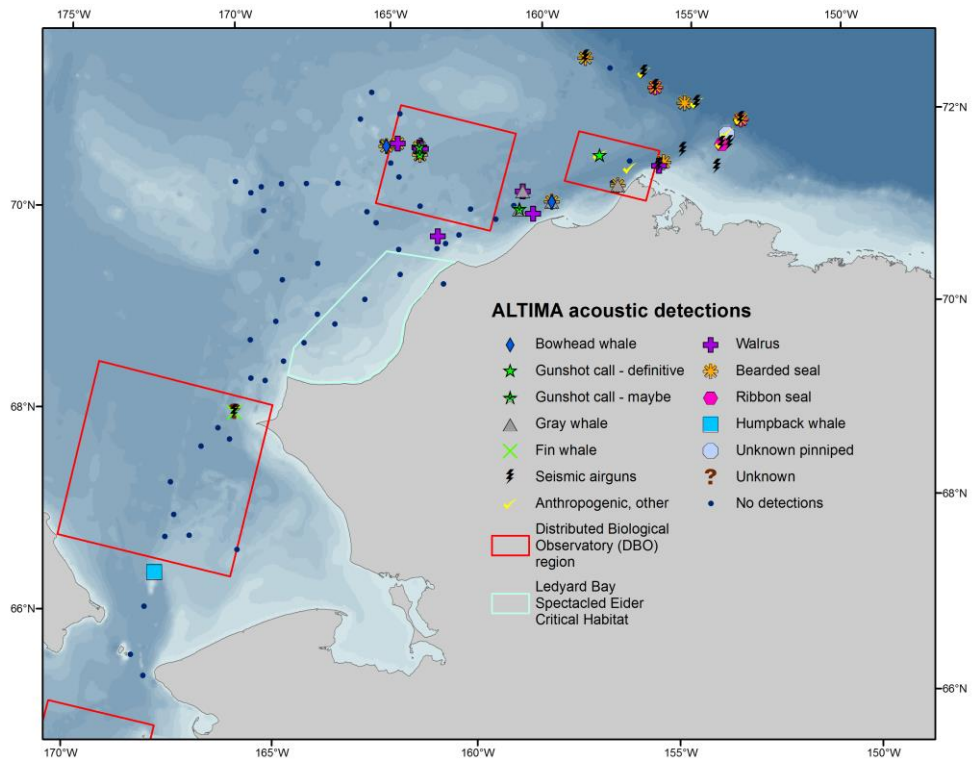 175°W 170°W 165°W 160°W 155°W 150°W
72°N
70°N
70°N
70°N
68°N
68°N
66°N
66°N
170°W 165°W 160°W 155°W 150°W
ALTIMA acoustic detections
Bowhead whale
Gunshot call - definitive
Gunshot call - maybe
Gray whale
Fin whale
Seismic airguns
Anthropogenic, other
Distributed Biological
Observatory (DBO)
region
Ledyard Bay
Spectacled Eider
Critical Habitat
Walrus
Bearded seal
Ribbon seal
Humpback whale
Unknown pinniped
? Unknown
No detections